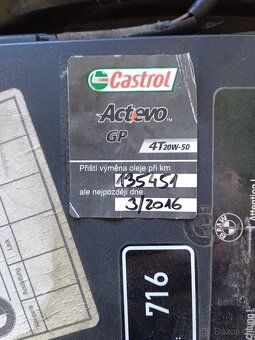 Castrol
Actevo
GP
4T 20W-50
Příští výměna oleje při km
135451
ale nejpozději dne
3/2016
716